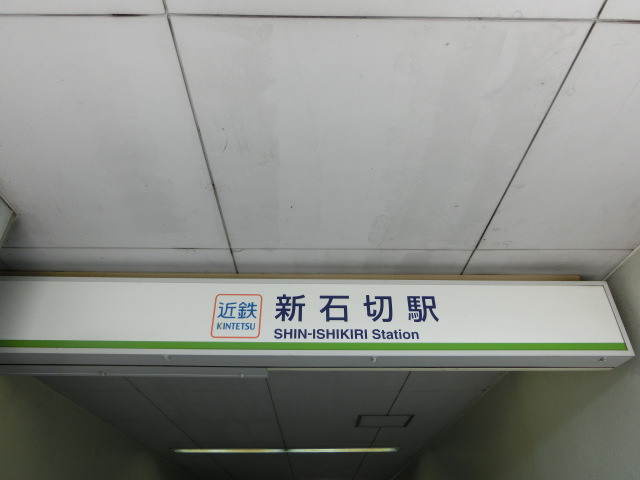 近鉄
KINTETSU
新石切駅
SHIN-ISHIKIRI Station